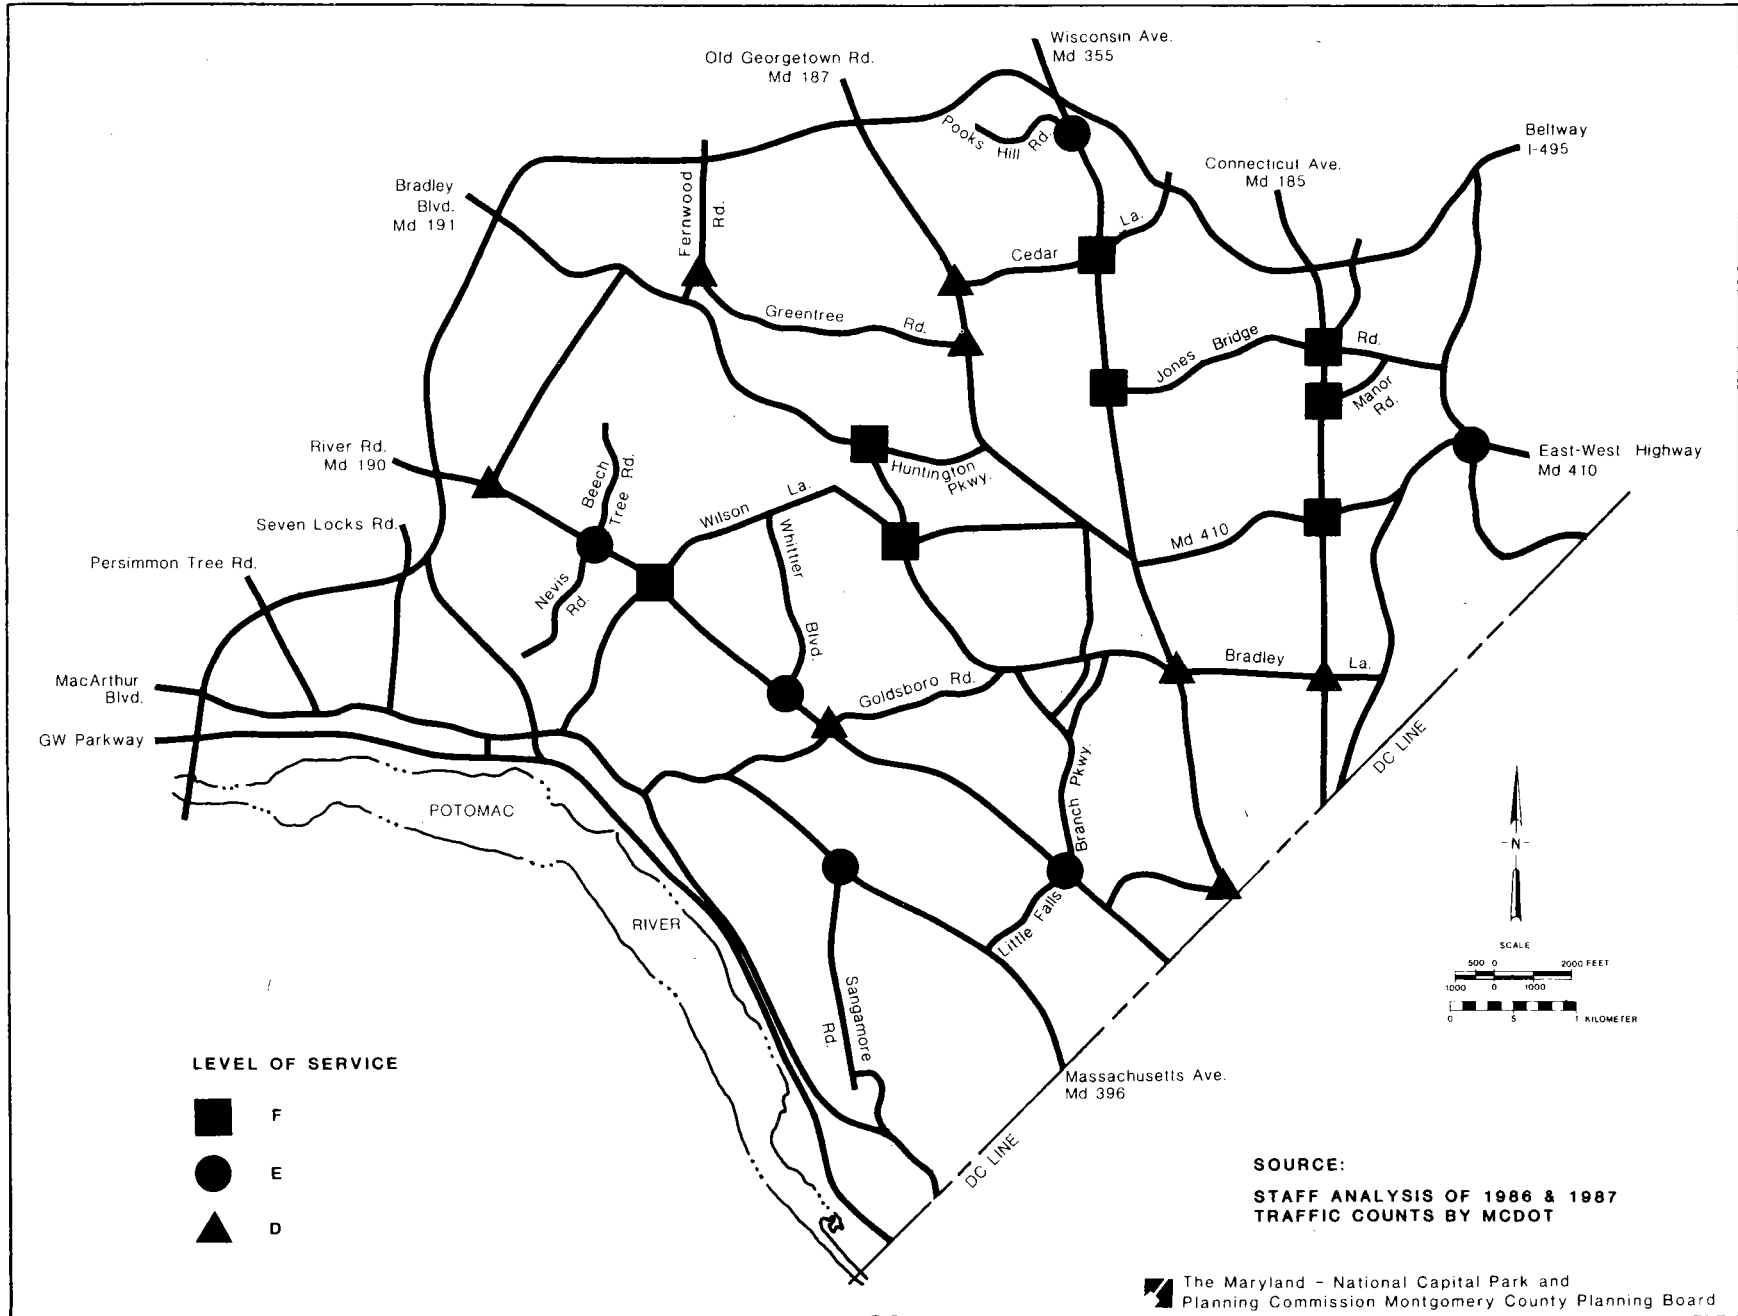 Wisconsin Ave.
Md 355
Old Georgetown Rd.
Md 187
Pooks Hill Rd.
Beltway
I-495
Connecticut Ave.
Md 185
Bradley
Blvd.
Md 191
Fernwood
Rd.
La.
Cedar
Greentree Rd.
Jones Bridge Rd.
Manor
Rd.
River Rd.
Md 190
East-West Highway
Md 410
Beech
Tree Rd.
Huntington
Pkwy.
Seven Locks Rd.
Wilson La.
Whittier Blvd.
Md 410
Persimmon Tree Rd.
Nevis
Rd.
Bradley La.
MacArthur
Blvd.
Goldsboro Rd.
GW Parkway
DC LINE
POTOMAC
RIVER
Little Falls Branch Pkwy.
-N-
SCALE
500 0 2000 FEET
1000 0 1000
0 5 1 KILOMETER
Sangamore
Rd.
LEVEL OF SERVICE
F
E
D
Massachusetts Ave.
Md 396
DC LINE
SOURCE:
STAFF ANALYSIS OF 1986 & 1987
TRAFFIC COUNTS BY MCDOT
The Maryland - National Capital Park and
Planning Commission Montgomery County Planning Board